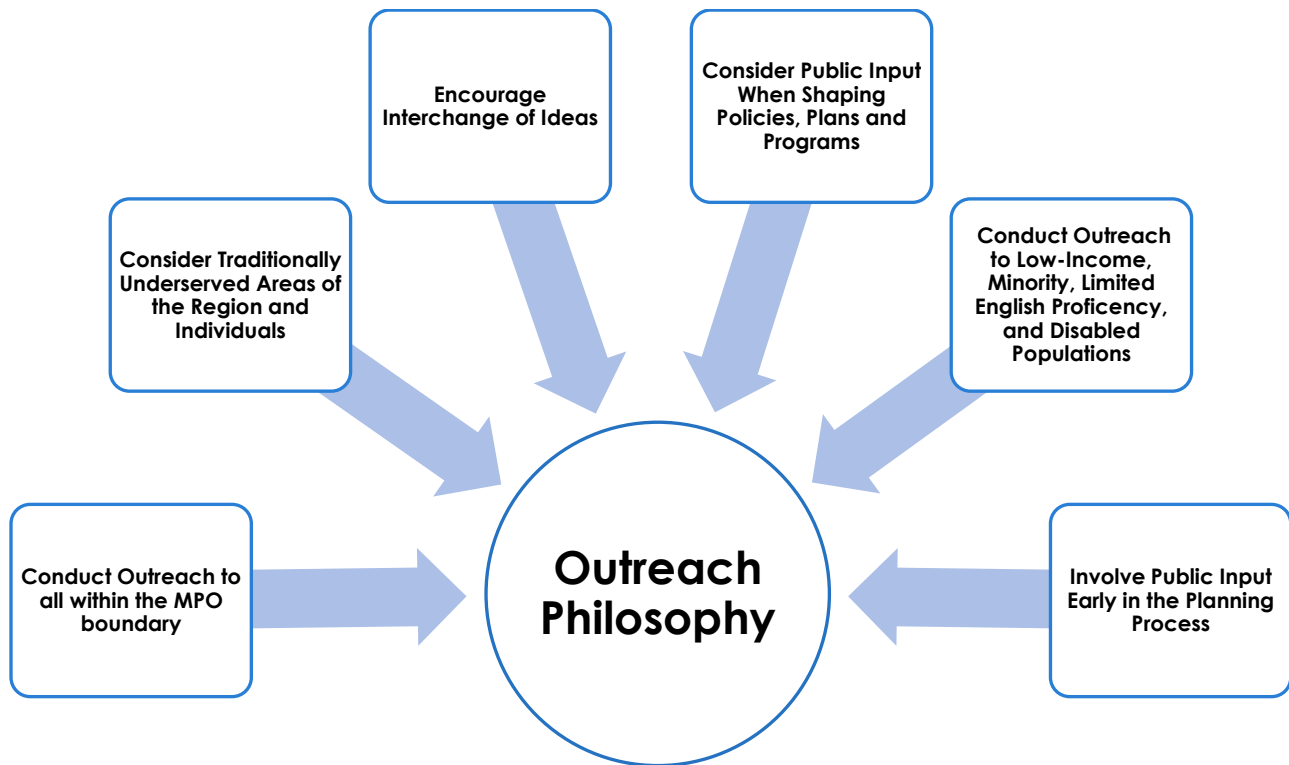 Encourage
Interchange of Ideas
Consider Public Input
When Shaping
Policies, Plans and
Programs
Consider Traditionally
Underserved Areas of
the Region and
Individuals
Conduct Outreach
to Low-Income,
Minority, Limited
English Proficency,
and Disabled
Populations
Conduct Outreach to
all within the MPO
boundary
Outreach
Philosophy
Involve Public Input
Early in the Planning
Process